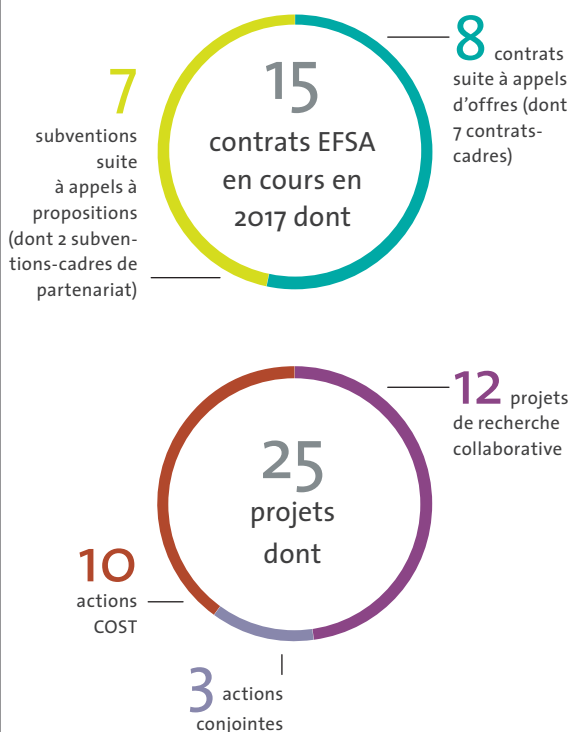 15
contrats EFSA
en cours en
2017 dont
8 contrats
suite à appels
d'offres (dont
7 contrats-
cadres)
7
subventions
suite
à appels à
propositions
(dont 2 subven-
tions-cadres de
partenariat)
25
projets
dont
12 projets
de recherche
collaborative
10
actions
COST
3 actions
conjointes